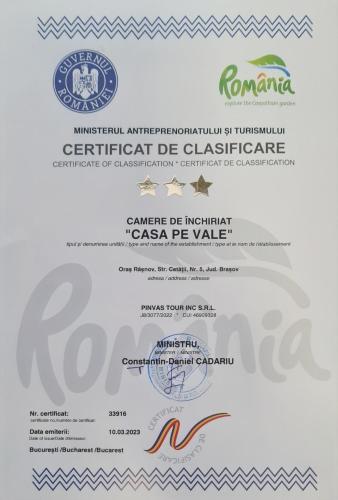 GUVERNUL ROMÂNIEI
România
explore the Carpathian garden
MINISTERUL ANTREPRENORIATULUI ȘI TURISMULUI
CERTIFICAT DE CLASIFICARE
CERTIFICATE OF CLASSIFICATION * CERTIFICAT DE CLASSIFICATION
CAMERE DE ÎNCHIRIAT
"CASA PE VALE"
tipul și denumirea unității / type and name of the establishment / type et le nom de l'établissement
Oraș Râșnov, Str. Cetății, Nr. 5, Jud. Brașov
adresa / address / adresse
România
PINVAS TOUR INC S.R.L.
J8/3077/2022 * CUI 46909328
MINISTRU,
MINISTER / MINISTRE
Constantin-Daniel CADARIU
Nr. certificat: 33916
certificate no./numéro de certificat:
Data emiterii: 10.03.2023
Date of issue/Date d'émission:
București /Bucharest /Bucarest
CERTIFICAT DE CLASIFICARE